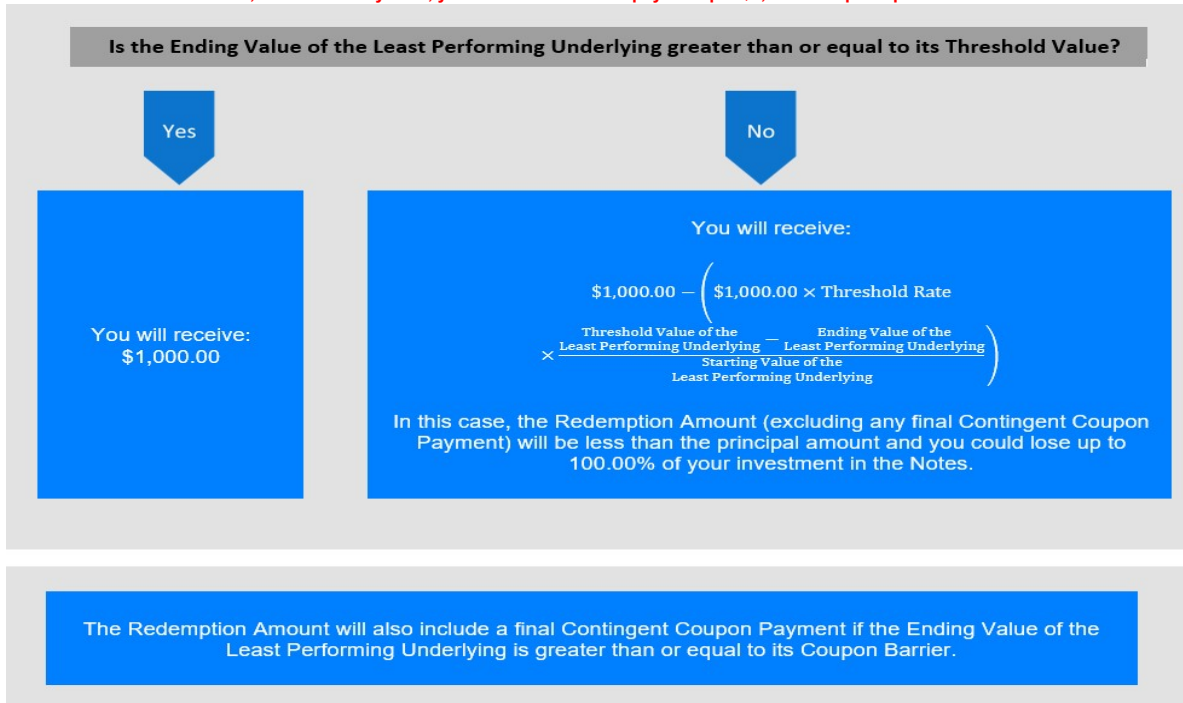 Is the Ending Value of the Least Performing Underlying greater than or equal to its Threshold Value?
Yes
No
You will receive:
$1,000.00
You will receive:
$1,000.00 − ( $1,000.00 × Threshold Rate
Threshold Value of the Ending Value of the
× Least Performing Underlying − Least Performing Underlying )
Starting Value of the
Least Performing Underlying
In this case, the Redemption Amount (excluding any final Contingent Coupon
Payment) will be less than the principal amount and you could lose up to
100.00% of your investment in the Notes.
The Redemption Amount will also include a final Contingent Coupon Payment if the Ending Value of the
Least Performing Underlying is greater than or equal to its Coupon Barrier.